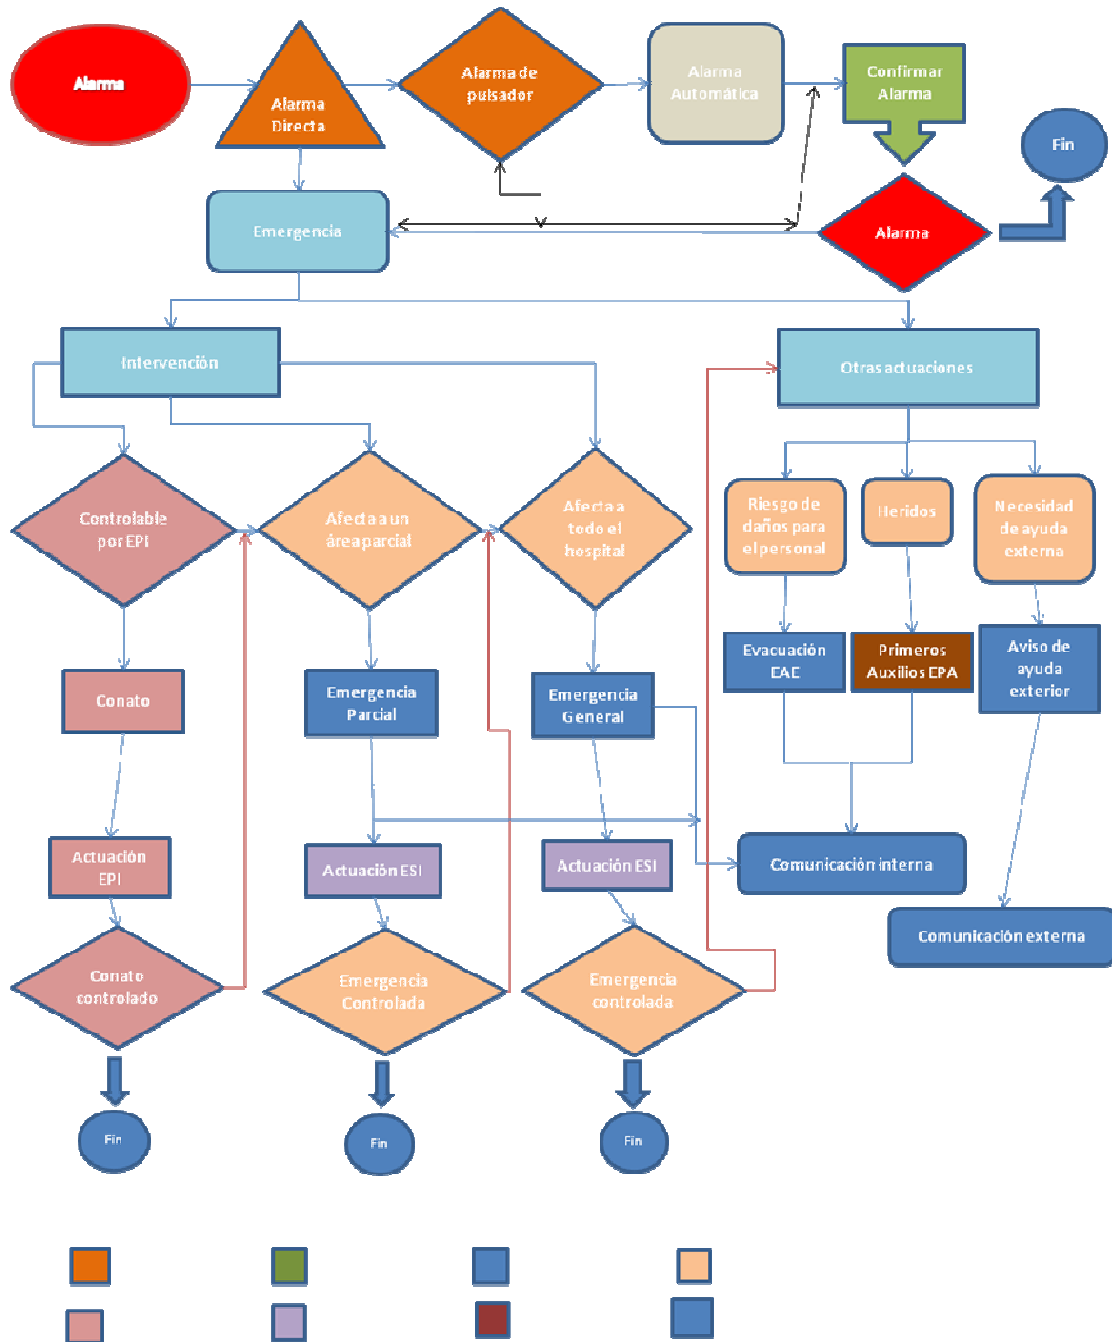 Alarma
Alarma
Directa
Alarma de
pulsador
Alarma
Automática
Confirmar
Alarma
Fin
Emergencia
Alarma
Intervención
Otras actuaciones
Controlable
por EPI
Afecta a un
área parcial
Afecta a
todo el
hospital
Riesgo de
daños para
el personal
Heridos
Necesidad
de ayuda
externa
Conato
Emergencia
Parcial
Emergencia
General
Evacuación
EAE
Primeros
Auxilios EPA
Aviso de
ayuda
exterior
Actuación
EPI
Actuación ESI
Actuación ESI
Comunicación interna
Comunicación externa
Conato
controlado
Emergencia
Controlada
Emergencia
controlada
Fin
Fin
Fin